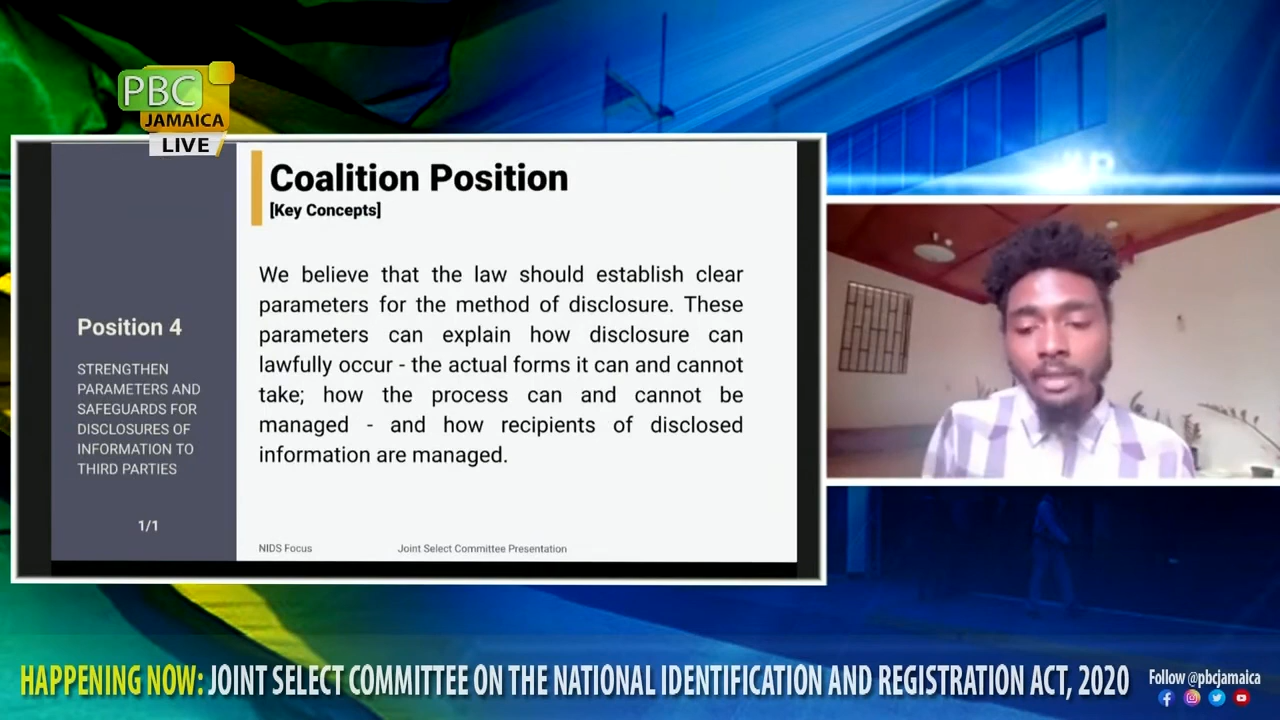 PBC
JAMAICA
LIVE
Coalition Position
[Key Concepts]
We believe that the law should establish clear
parameters for the method of disclosure. These
parameters can explain how disclosure can
lawfully occur - the actual forms it can and cannot
take; how the process can and cannot be
managed - and how recipients of disclosed
information are managed.
Position 4
STRENGTHEN
PARAMETERS AND
SAFEGUARDS FOR
DISCLOSURES OF
INFORMATION TO
THIRD PARTIES
1/1
NIDS Focus
Joint Select Committee Presentation
HAPPENING NOW: JOINT SELECT COMMITTEE ON THE NATIONAL IDENTIFICATION AND REGISTRATION ACT, 2020
Follow @pbcjamaica